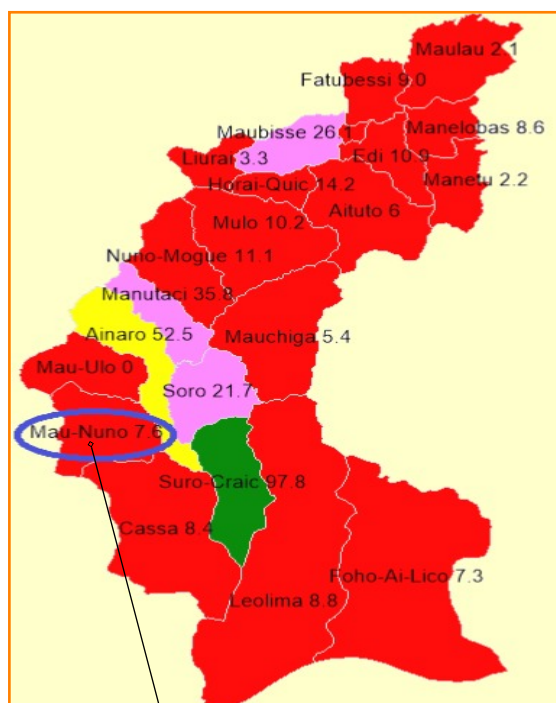 Maulau 2.1
Fatubessi 9.0
Maubisse 26.1
Manelobas 8.6
Liurai 3.3
Edi 10.9
Horai-Quic 14.2
Manetu 2.2
Mulo 10.2
Aituto 6
Nuno-Mogue 11.1
Manutaci 35.8
Ainaro 52.5
Mauchiga 5.4
Mau-Ulo 0
Soro 21.7
Mau-Nuno 7.6
Suro-Craic 97.8
Cassa 8.4
Foho-Ai-Lico 7.3
Leolima 8.8